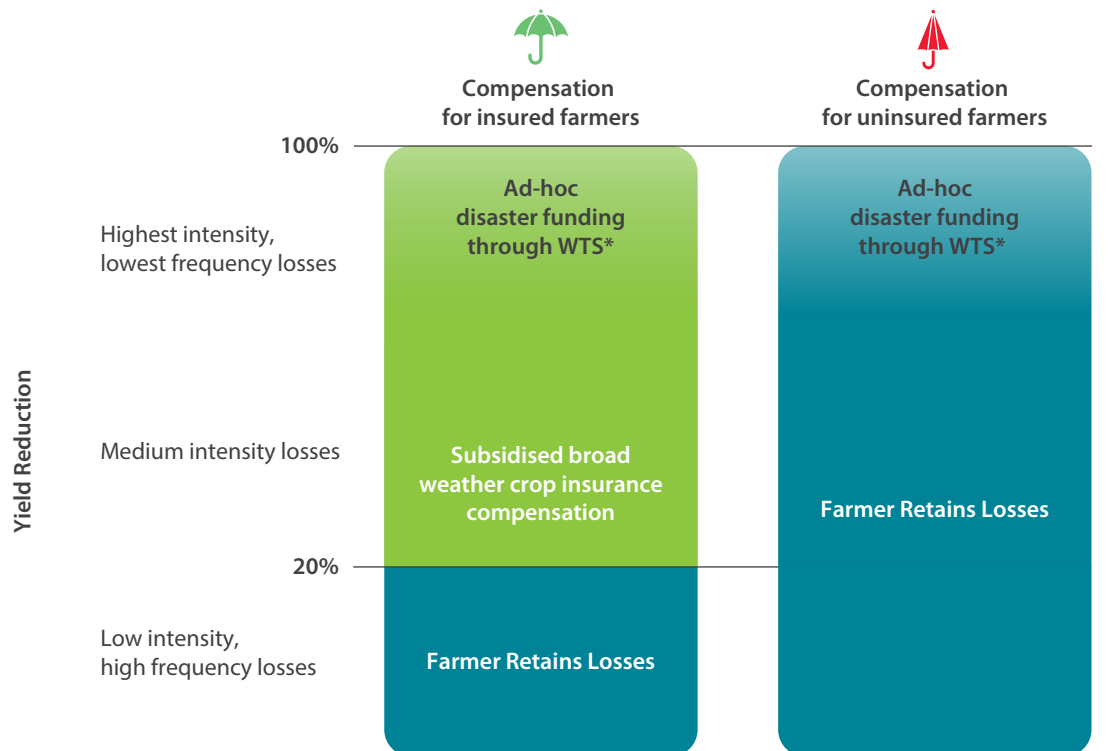 Compensation
for insured farmers
Compensation
for uninsured farmers
100%
Ad-hoc
disaster funding
through WTS*
Ad-hoc
disaster funding
through WTS*
Highest intensity,
lowest frequency losses
Yield Reduction
Medium intensity losses
Subsidised broad
weather crop insurance
compensation
Farmer Retains Losses
20%
Low intensity,
high frequency losses
Farmer Retains Losses